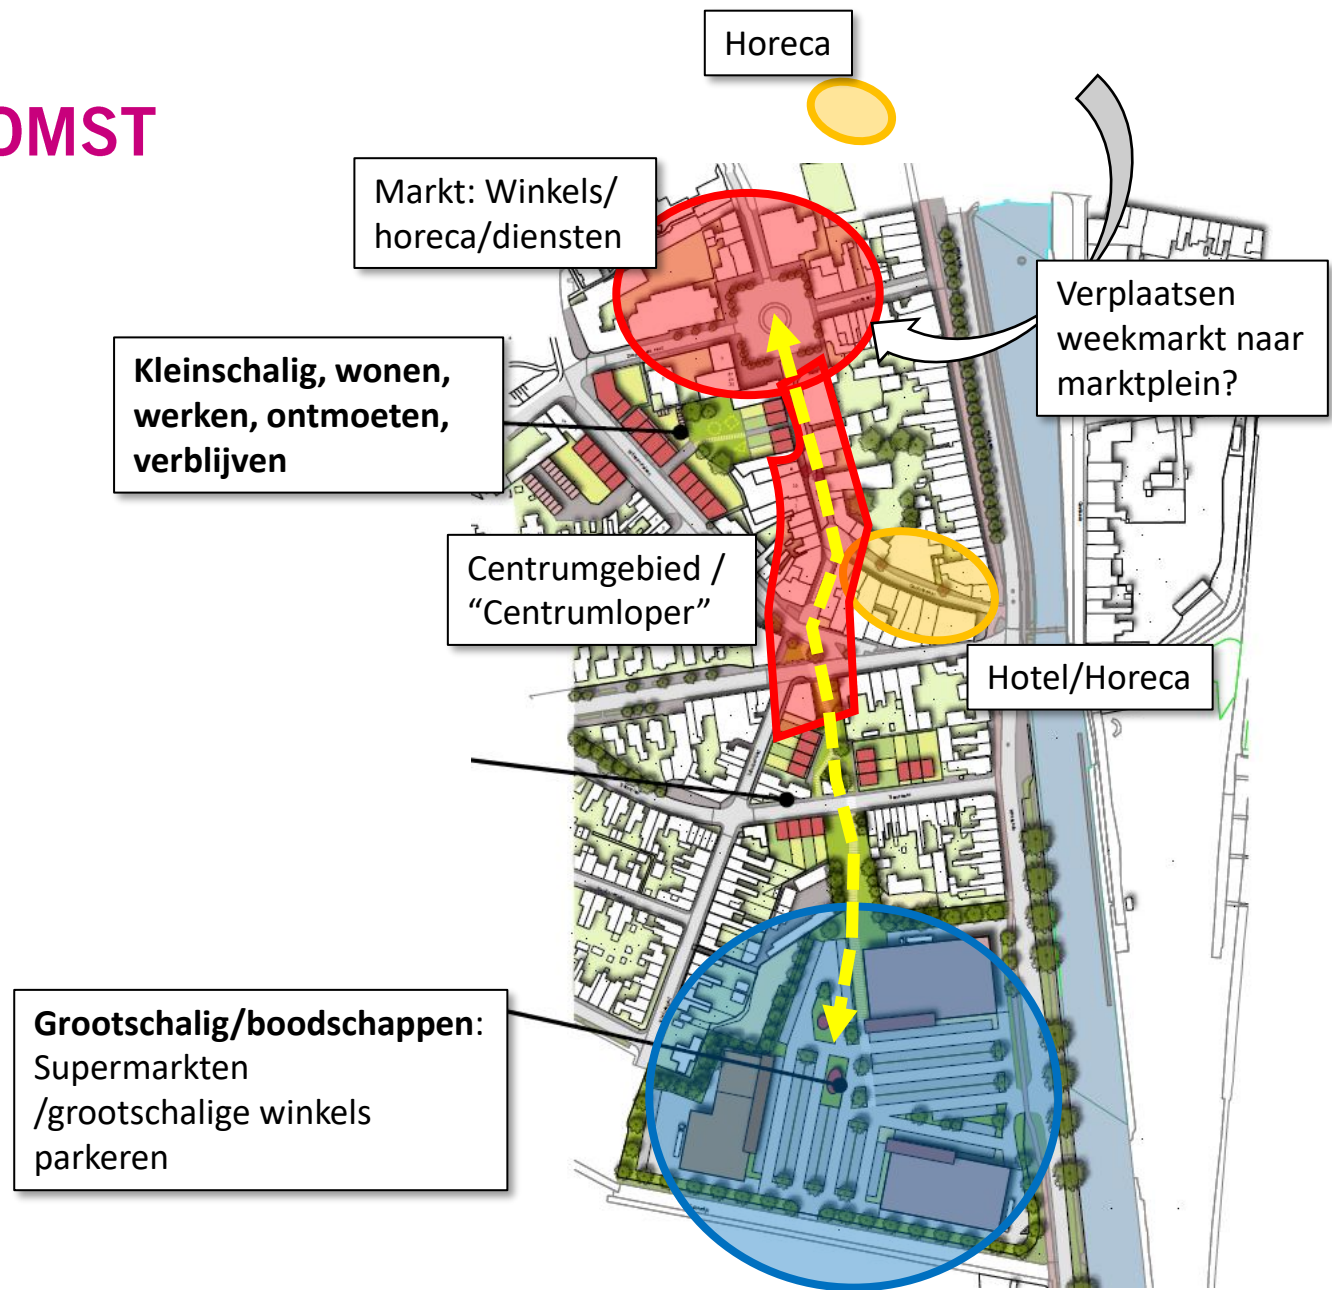 OMST
Horeca
Markt: Winkels/
horeca/diensten
Verplaatsen
weekmarkt naar
marktplein?
Kleinschalig, wonen,
werken, ontmoeten,
verblijven
Centrumgebied /
“Centrumloper”
Hotel/Horeca
Grootschalig/boodschappen:
Supermarkten
/grootschalige winkels
parkeren